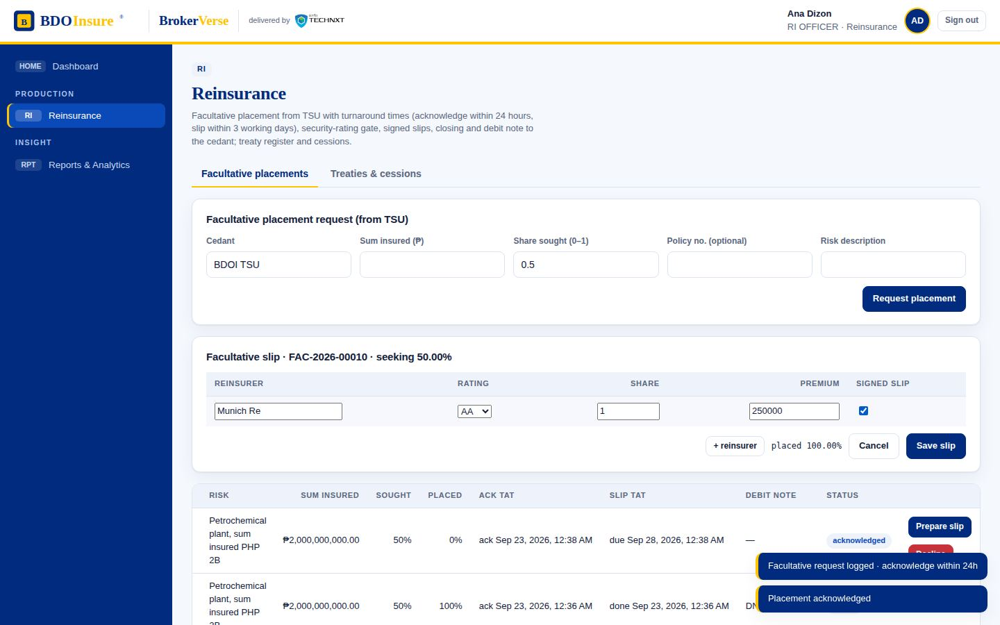 B BDOInsure ®
BrokerVerse
delivered by
TECHNXT
Ana Dizon
RI OFFICER · Reinsurance
AD
Sign out
HOME Dashboard
PRODUCTION
RI Reinsurance
INSIGHT
RPT Reports & Analytics
RI
Reinsurance
Facultative placement from TSU with turnaround times (acknowledge within 24 hours,
slip within 3 working days), security-rating gate, signed slips, closing and debit note to
the cedant; treaty register and cessions.
Facultative placements Treaties & cessions
Facultative placement request (from TSU)
Cedant Sum insured (₱) Share sought (0–1) Policy no. (optional) Risk description
BDOI TSU 0.5
Request placement
Facultative slip · FAC-2026-00010 · seeking 50.00%
REINSURER RATING SHARE PREMIUM SIGNED SLIP
Munich Re AA 1 250000
+ reinsurer placed 100.00% Cancel Save slip
RISK SUM INSURED SOUGHT PLACED ACK TAT SLIP TAT DEBIT NOTE STATUS
Petrochemical
plant, sum
insured PHP
2B
₱2,000,000,000.00 50% 0% ack Sep 23, 2026, 12:38 AM due Sep 28, 2026, 12:38 AM — acknowledged
Prepare slip
Decline
Petrochemical
plant, sum
insured PHP
2B
₱2,000,000,000.00 50% 100% ack Sep 23, 2026, 12:36 AM done Sep 23, 2026, 12:36 AM
Facultative request logged · acknowledge within 24h
Placement acknowledged